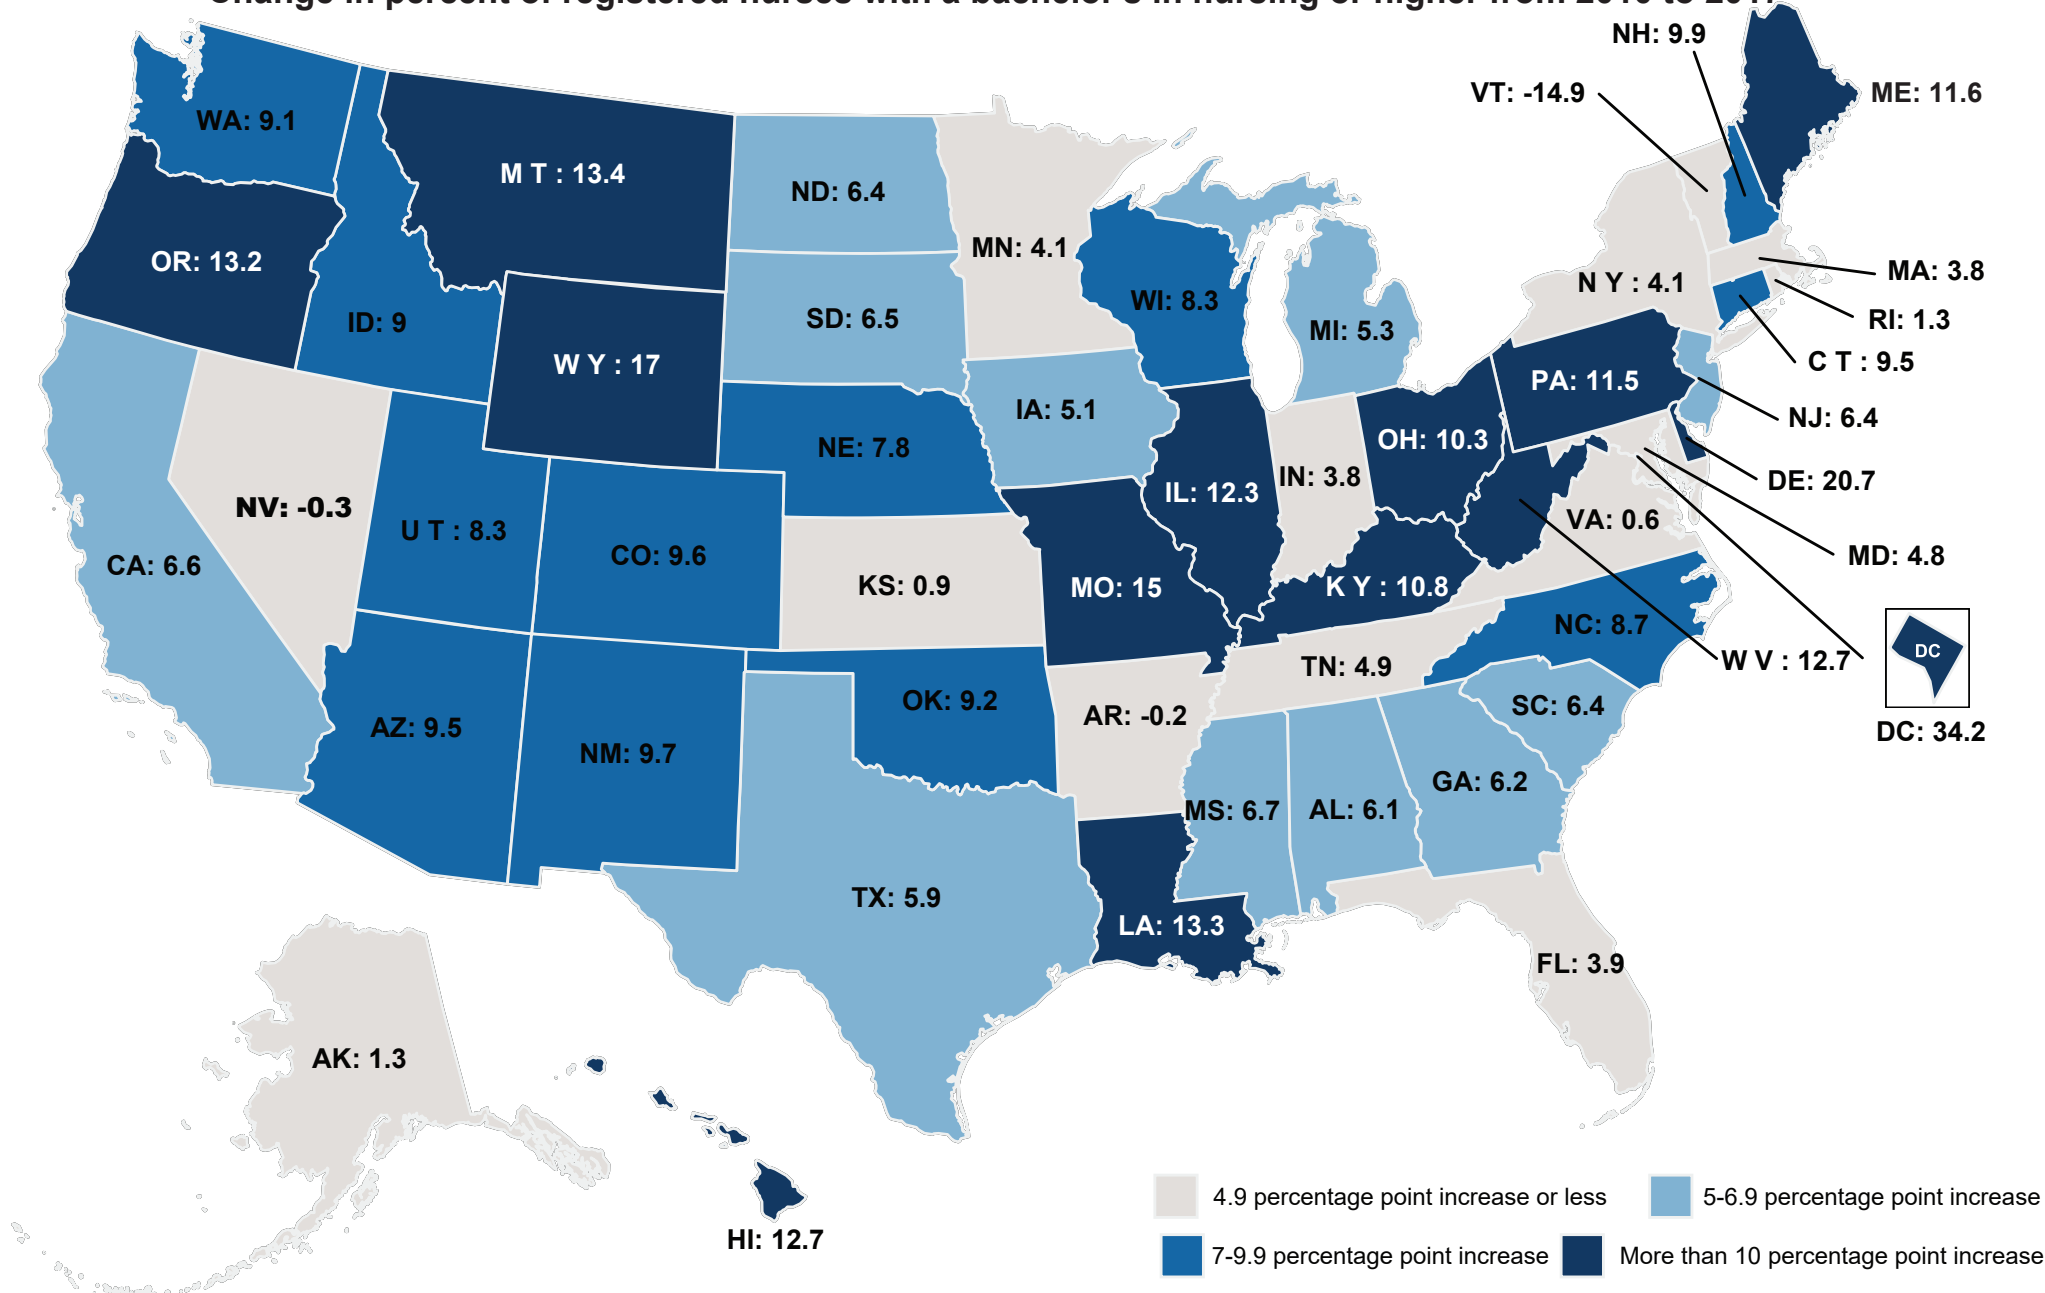 NH: 9.9
VT: -14.9
ME: 11.6
WA: 9.1
M T : 13.4
ND: 6.4
MN: 4.1
OR: 13.2
ID: 9
SD: 6.5
WI: 8.3
MI: 5.3
N Y : 4.1
MA: 3.8
RI: 1.3
C T : 9.5
W Y : 17
PA: 11.5
NJ: 6.4
IA: 5.1
NE: 7.8
OH: 10.3
IN: 3.8
IL: 12.3
DE: 20.7
NV: -0.3
U T : 8.3
CO: 9.6
VA: 0.6
MD: 4.8
CA: 6.6
KS: 0.9
MO: 15
K Y : 10.8
NC: 8.7
W V : 12.7
DC
DC: 34.2
TN: 4.9
AZ: 9.5
NM: 9.7
OK: 9.2
AR: -0.2
SC: 6.4
MS: 6.7
AL: 6.1
GA: 6.2
TX: 5.9
LA: 13.3
FL: 3.9
AK: 1.3
HI: 12.7
4.9 percentage point increase or less
5-6.9 percentage point increase
7-9.9 percentage point increase
More than 10 percentage point increase